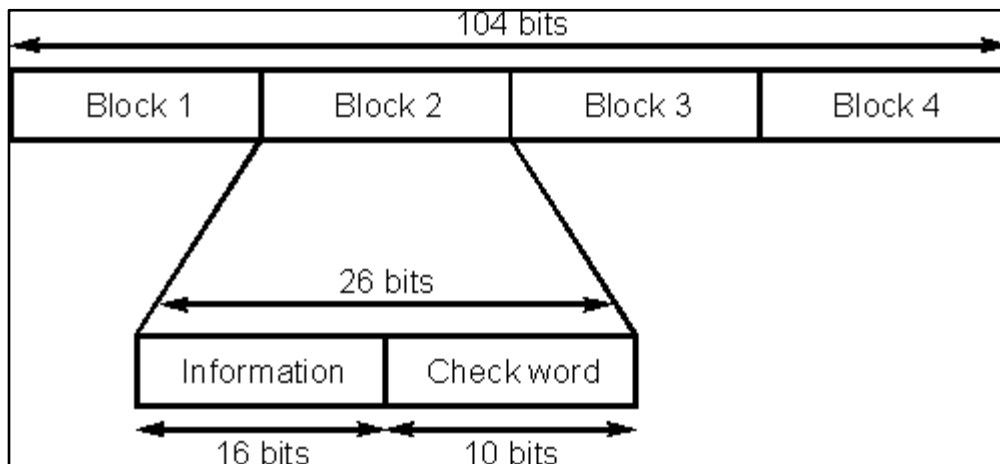 104 bits
Block 1 Block 2 Block 3 Block 4
26 bits
Information Check word
16 bits 10 bits